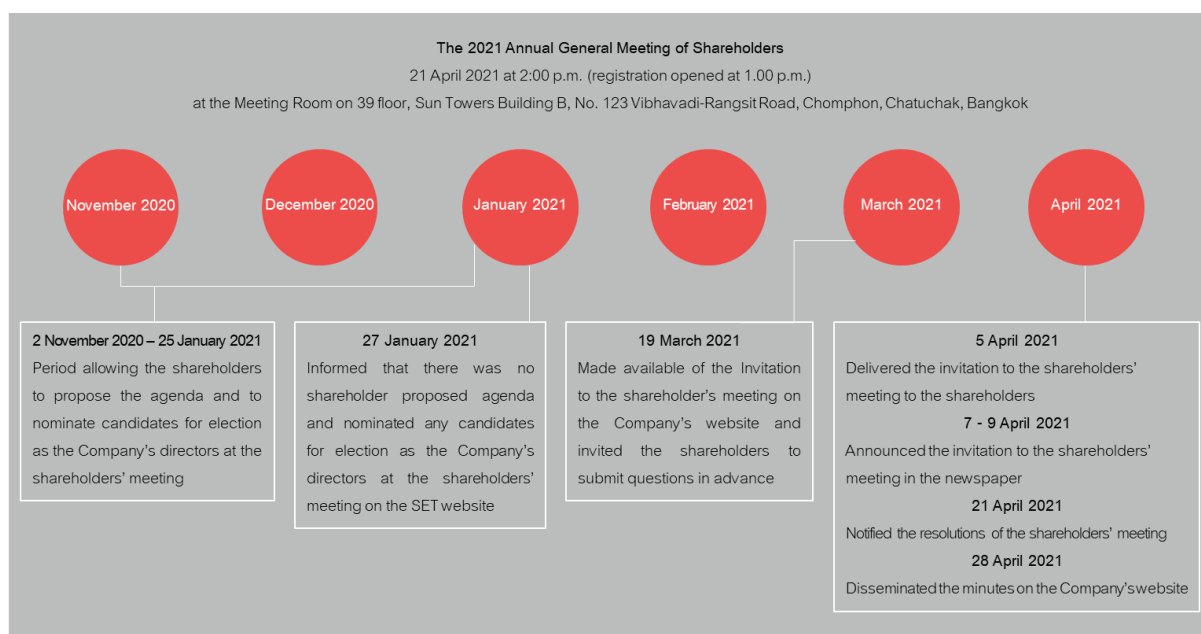 The 2021 Annual General Meeting of Shareholders
21 April 2021 at 2:00 p.m. (registration opened at 1.00 p.m.)
at the Meeting Room on 39 floor, Sun Towers Building B, No. 123 Vibhavadi-Rangsit Road, Chomphon, Chatuchak, Bangkok
November 2020
December 2020
January 2021
February 2021
March 2021
April 2021
2 November 2020 – 25 January 2021
Period allowing the shareholders
to propose the agenda and to
nominate candidates for election
as the Company's directors at the
shareholders' meeting
27 January 2021
Informed that there was no
shareholder proposed agenda
and nominated any candidates
for election as the Company's
directors at the shareholders'
meeting on the SET website
19 March 2021
Made available of the Invitation
to the shareholder's meeting on
the Company's website and
invited the shareholders to
submit questions in advance
5 April 2021
Delivered the invitation to the shareholders'
meeting to the shareholders
7 - 9 April 2021
Announced the invitation to the shareholders'
meeting in the newspaper
21 April 2021
Notified the resolutions of the shareholders' meeting
28 April 2021
Disseminated the minutes on the Company's website